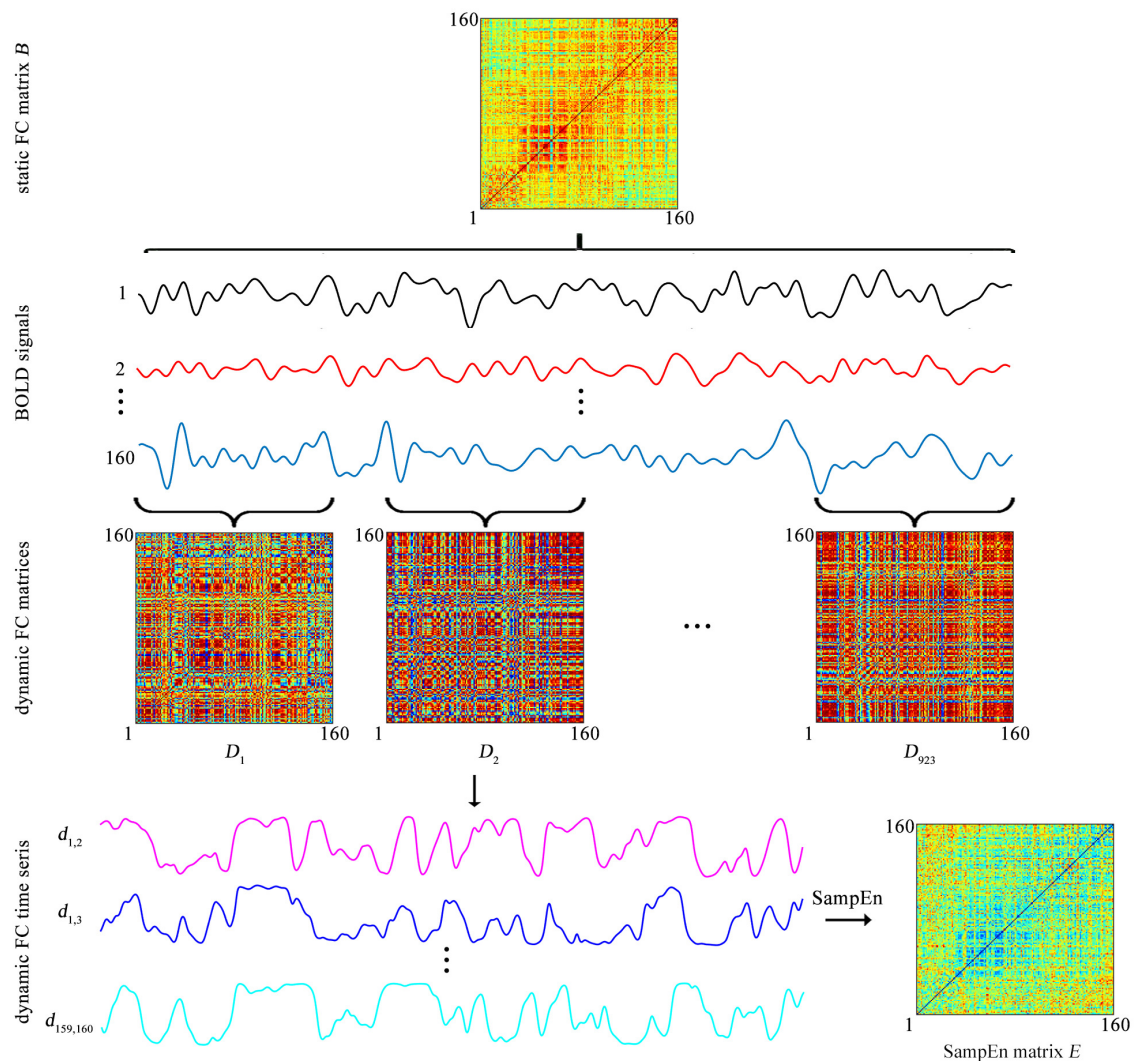 static FC matrix B
160
1
160
BOLD signals
1
2
160
dynamic FC matrices
160
1
160
D1
160
1
160
D2
160
1
160
D923
dynamic FC time seris
d1,2
d1,3
d159,160
SampEn
160
1
160
SampEn matrix E